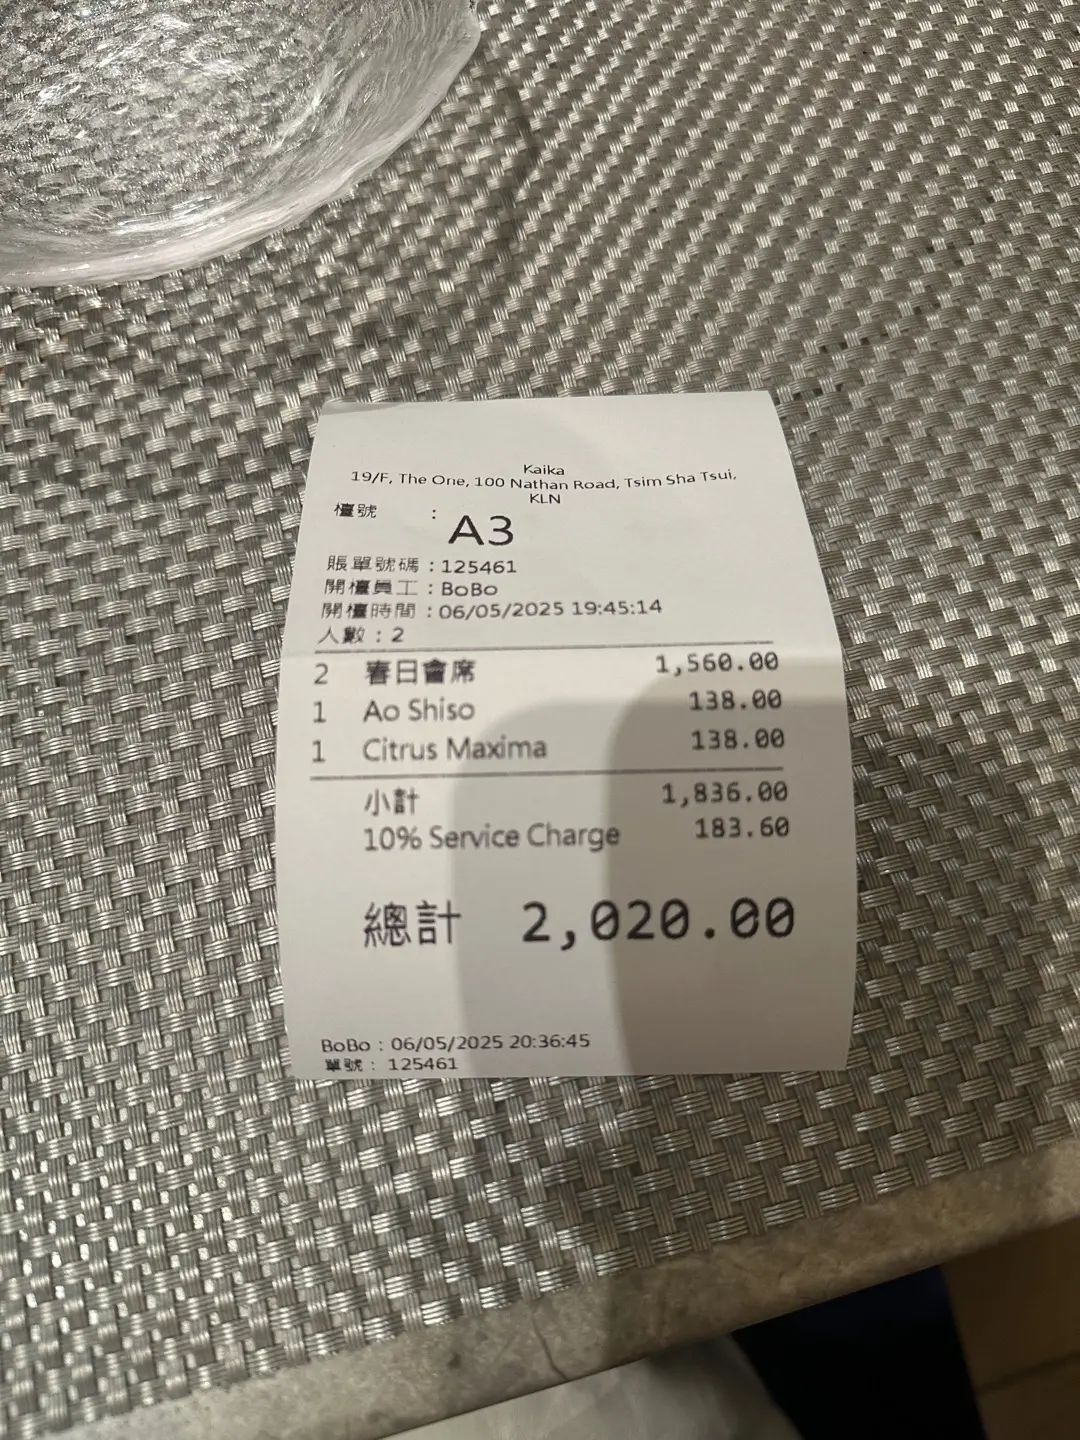 Kaika
19/F, The One, 100 Nathan Road, Tsim Sha Tsui,
KLN
檯號 : A3
賬單號碼 : 125461
開檯員工 : BoBo
開檯時間 : 06/05/2025 19:45:14
人數 : 2
2 春日會席 1,560.00
1 Ao Shiso 138.00
1 Citrus Maxima 138.00
小計 1,836.00
10% Service Charge 183.60
總計 2,020.00
BoBo : 06/05/2025 20:36:45
單號 : 125461